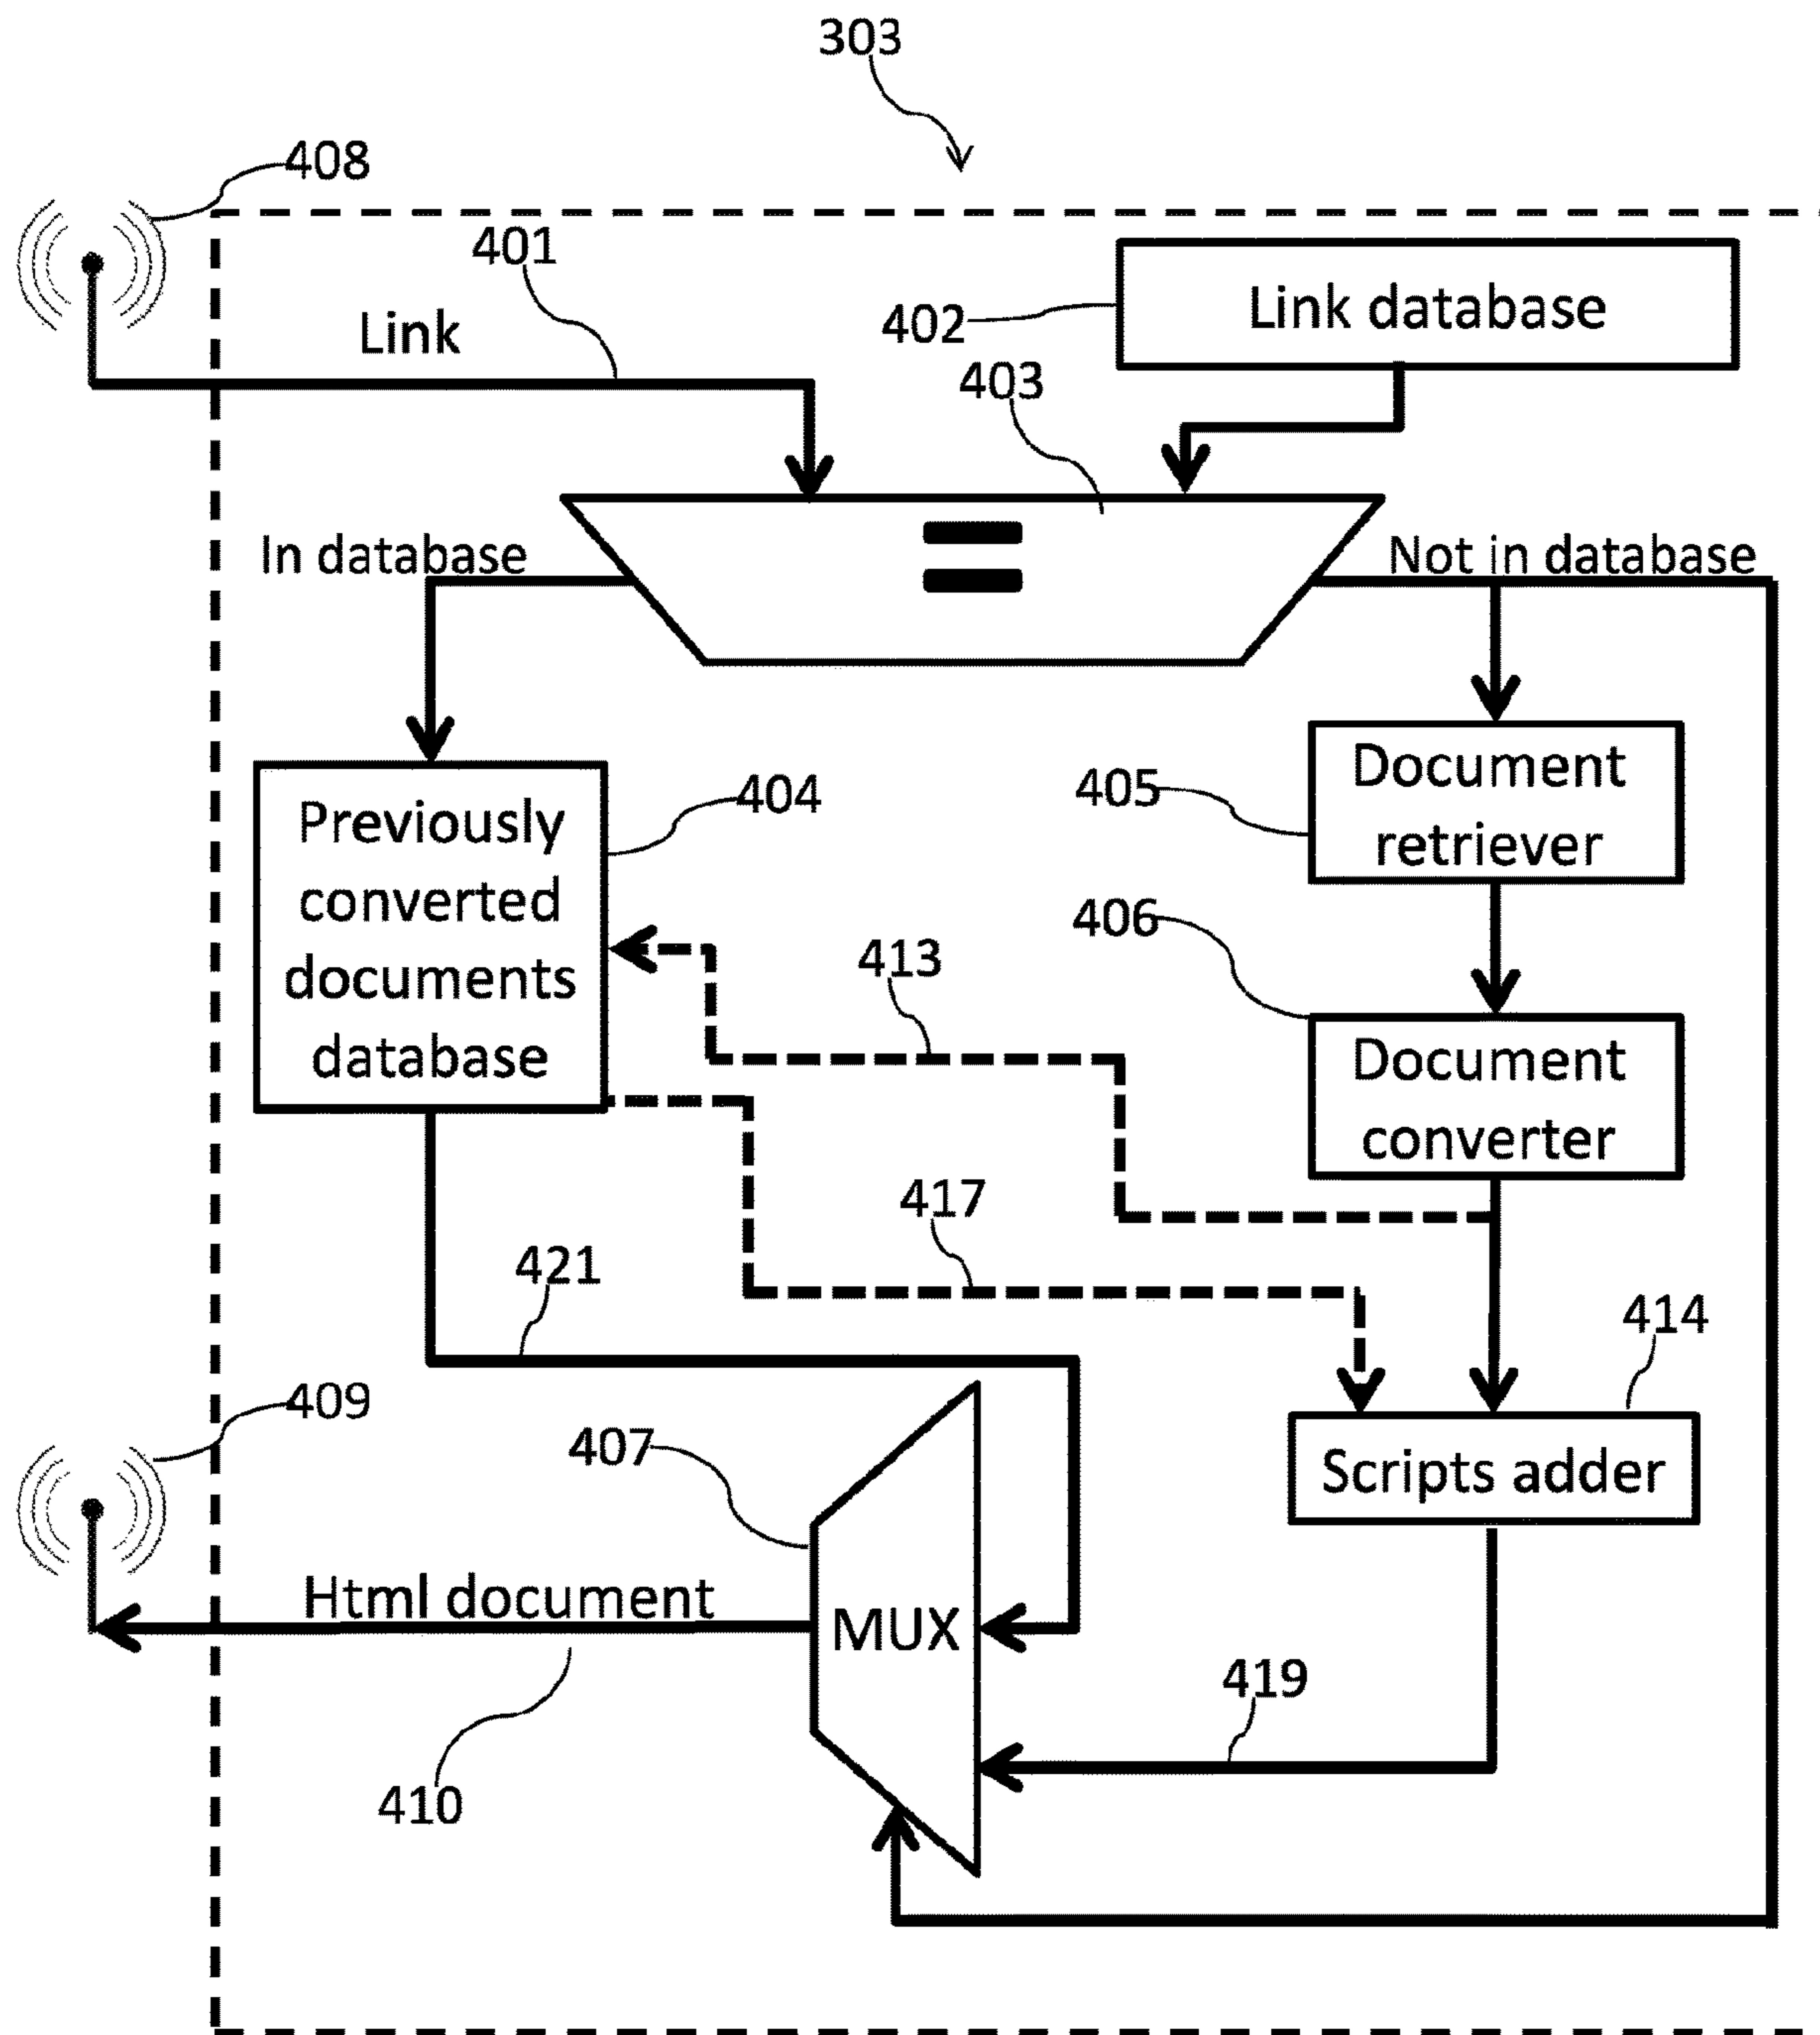 303
408
401
Link
402
Link database
403
=
In database
Not in database
Previously
converted
documents
database
404
405
Document
retriever
406
Document
converter
413
417
421
414
409
407
Scripts adder
Html document
MUX
419
410